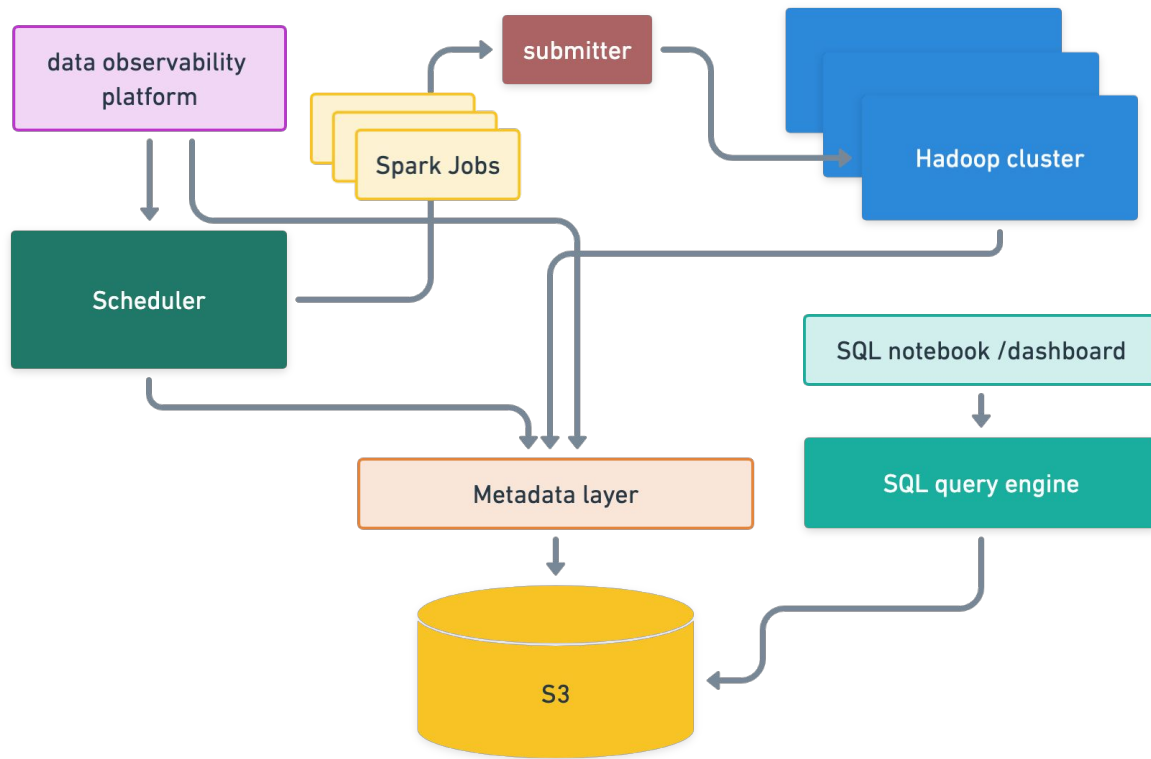 submitter
data observability
platform
Spark Jobs
Hadoop cluster
Scheduler
SQL notebook /dashboard
SQL query engine
Metadata layer
S3